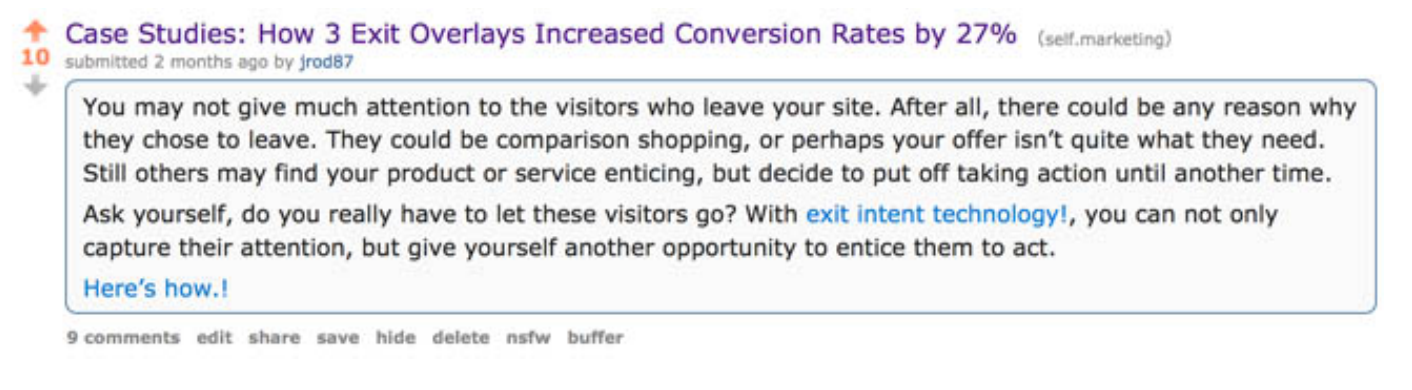 Case Studies: How 3 Exit Overlays Increased Conversion Rates by 27% (self.marketing)
10
submitted 2 months ago by jrod87
You may not give much attention to the visitors who leave your site. After all, there could be any reason why
they chose to leave. They could be comparison shopping, or perhaps your offer isn’t quite what they need.
Still others may find your product or service enticing, but decide to put off taking action until another time.
Ask yourself, do you really have to let these visitors go? With exit intent technology!, you can not only
capture their attention, but give yourself another opportunity to entice them to act.
Here’s how.!
9 comments edit share save hide delete nsfw buffer